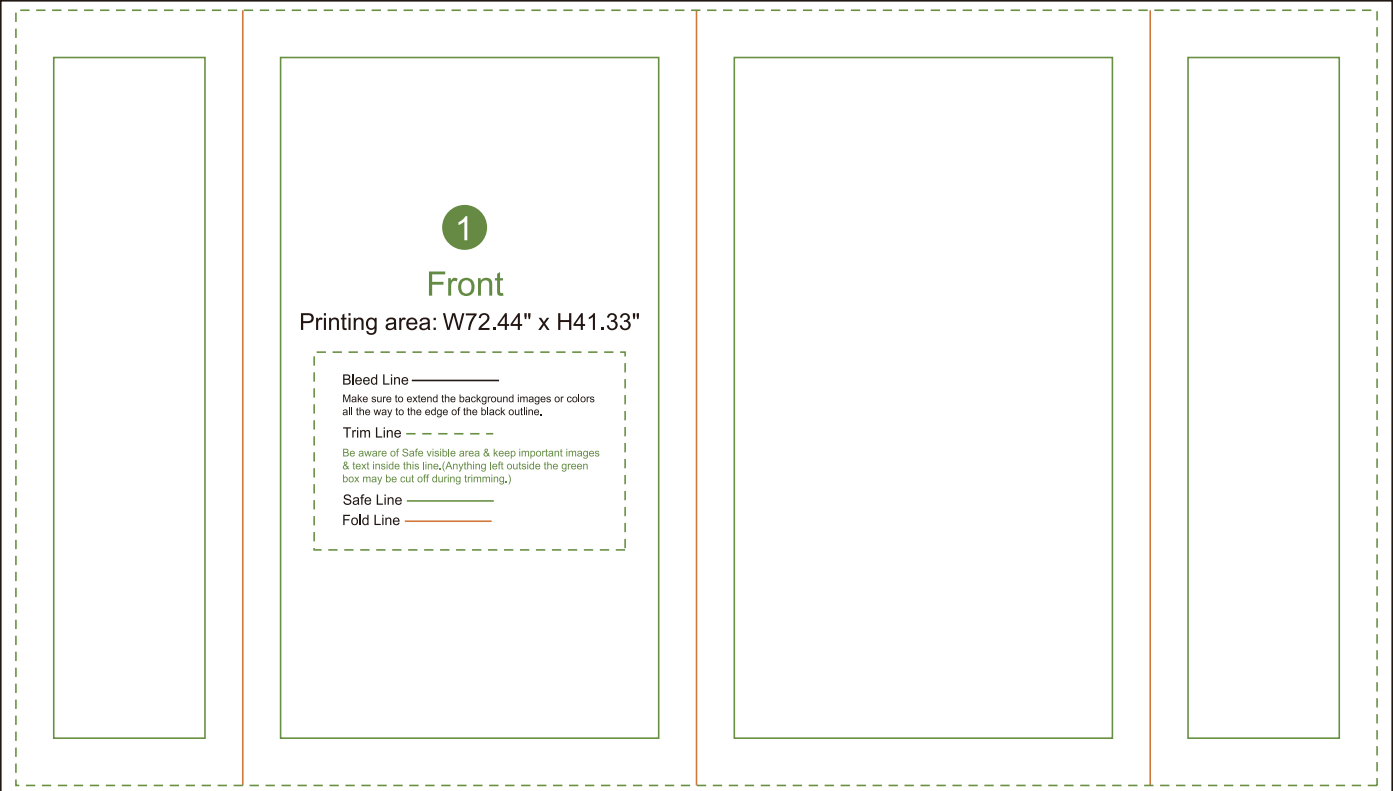 1
Front
Printing area: W72.44" x H41.33"
Bleed Line
Make sure to extend the background images or colors
all the way to the edge of the black outline.
Trim Line
Be aware of Safe visible area & keep important images
& text inside this line.(Anything left outside the green
box may be cut off during trimming.)
Safe Line
Fold Line